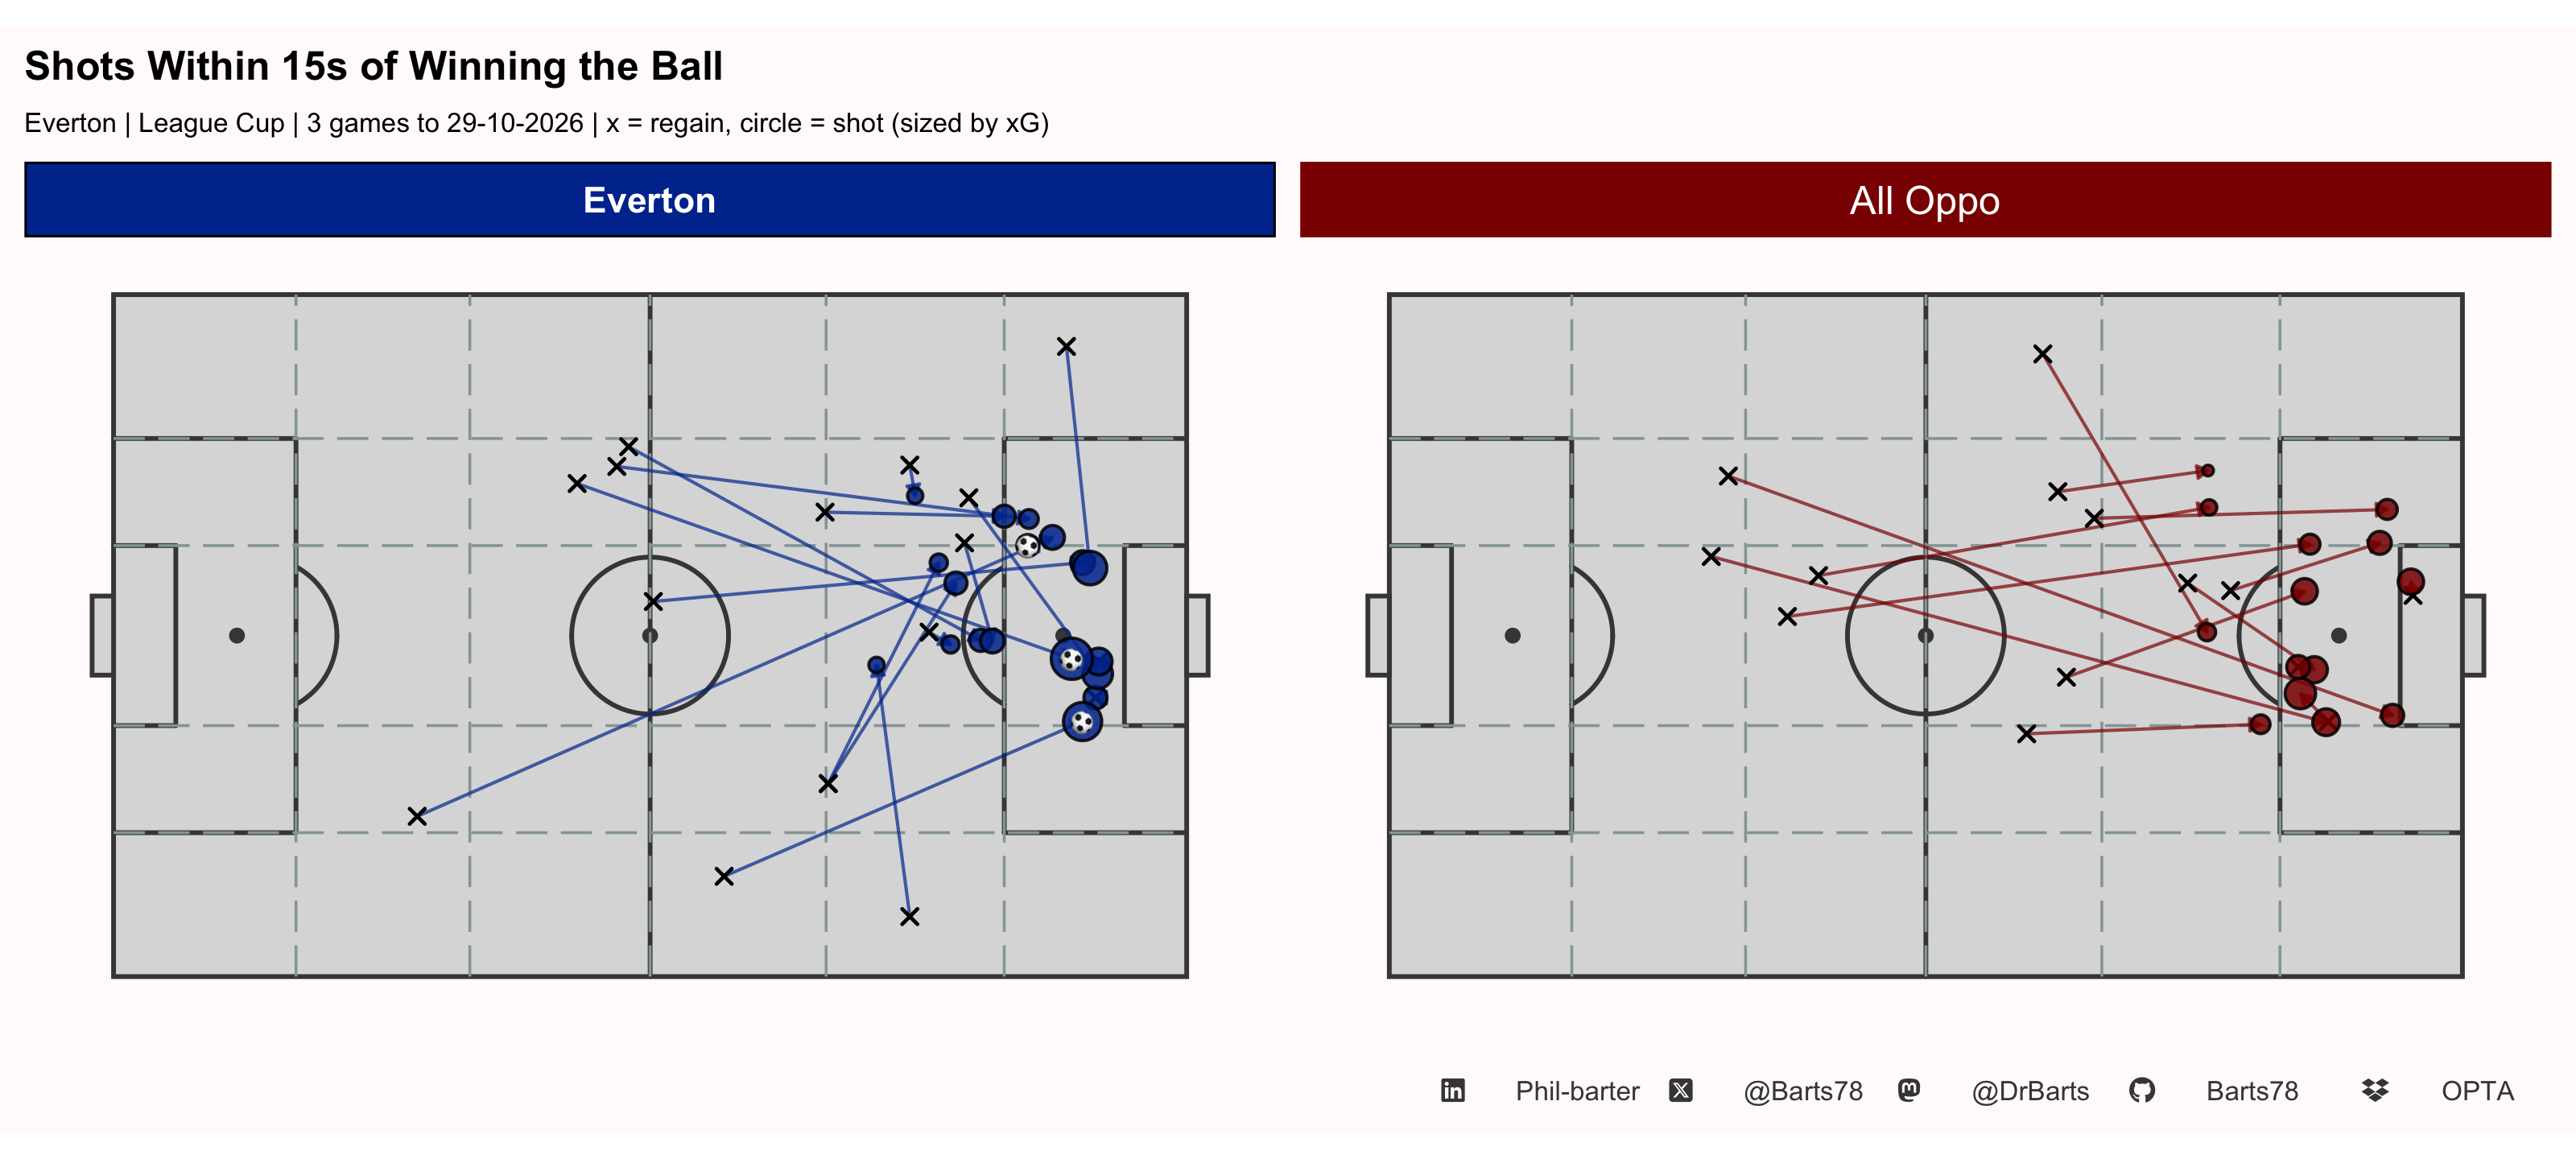 Shots Within 15s of Winning the Ball
Everton | League Cup | 3 games to 29-10-2026 | x = regain, circle = shot (sized by xG)
Everton
All Oppo
Phil-barter @Barts78 @DrBarts Barts78 OPTA